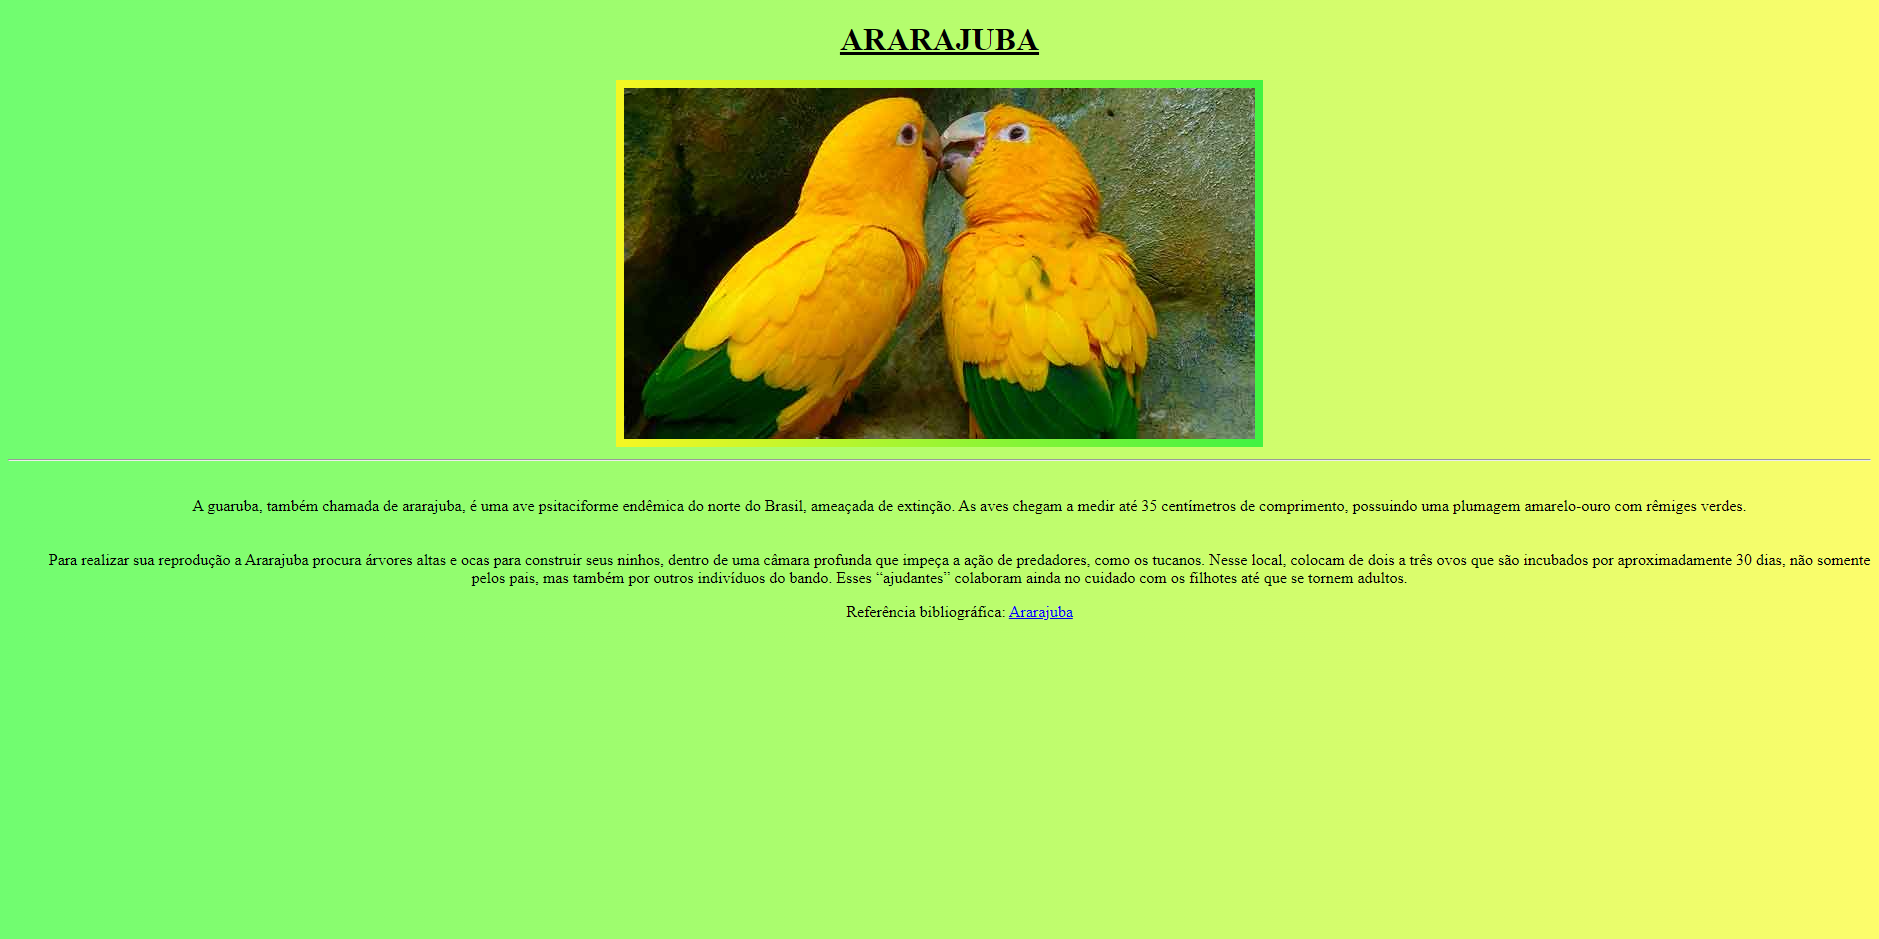 ARARAJUBA
A guaruba, também chamada de ararajuba, é uma ave psitaciforme endêmica do norte do Brasil, ameaçada de extinção. As aves chegam a medir até 35 centímetros de comprimento, possuindo uma plumagem amarelo-ouro com rêmiges verdes.
Para realizar sua reprodução a Ararajuba procura árvores altas e ocas para construir seus ninhos, dentro de uma câmara profunda que impeça a ação de predadores, como os tucanos. Nesse local, colocam de dois a três ovos que são incubados por aproximadamente 30 dias, não somente
pelos pais, mas também por outros indivíduos do bando. Esses “ajudantes” colaboram ainda no cuidado com os filhotes até que se tornem adultos.
Referência bibliográfica: Ararajuba